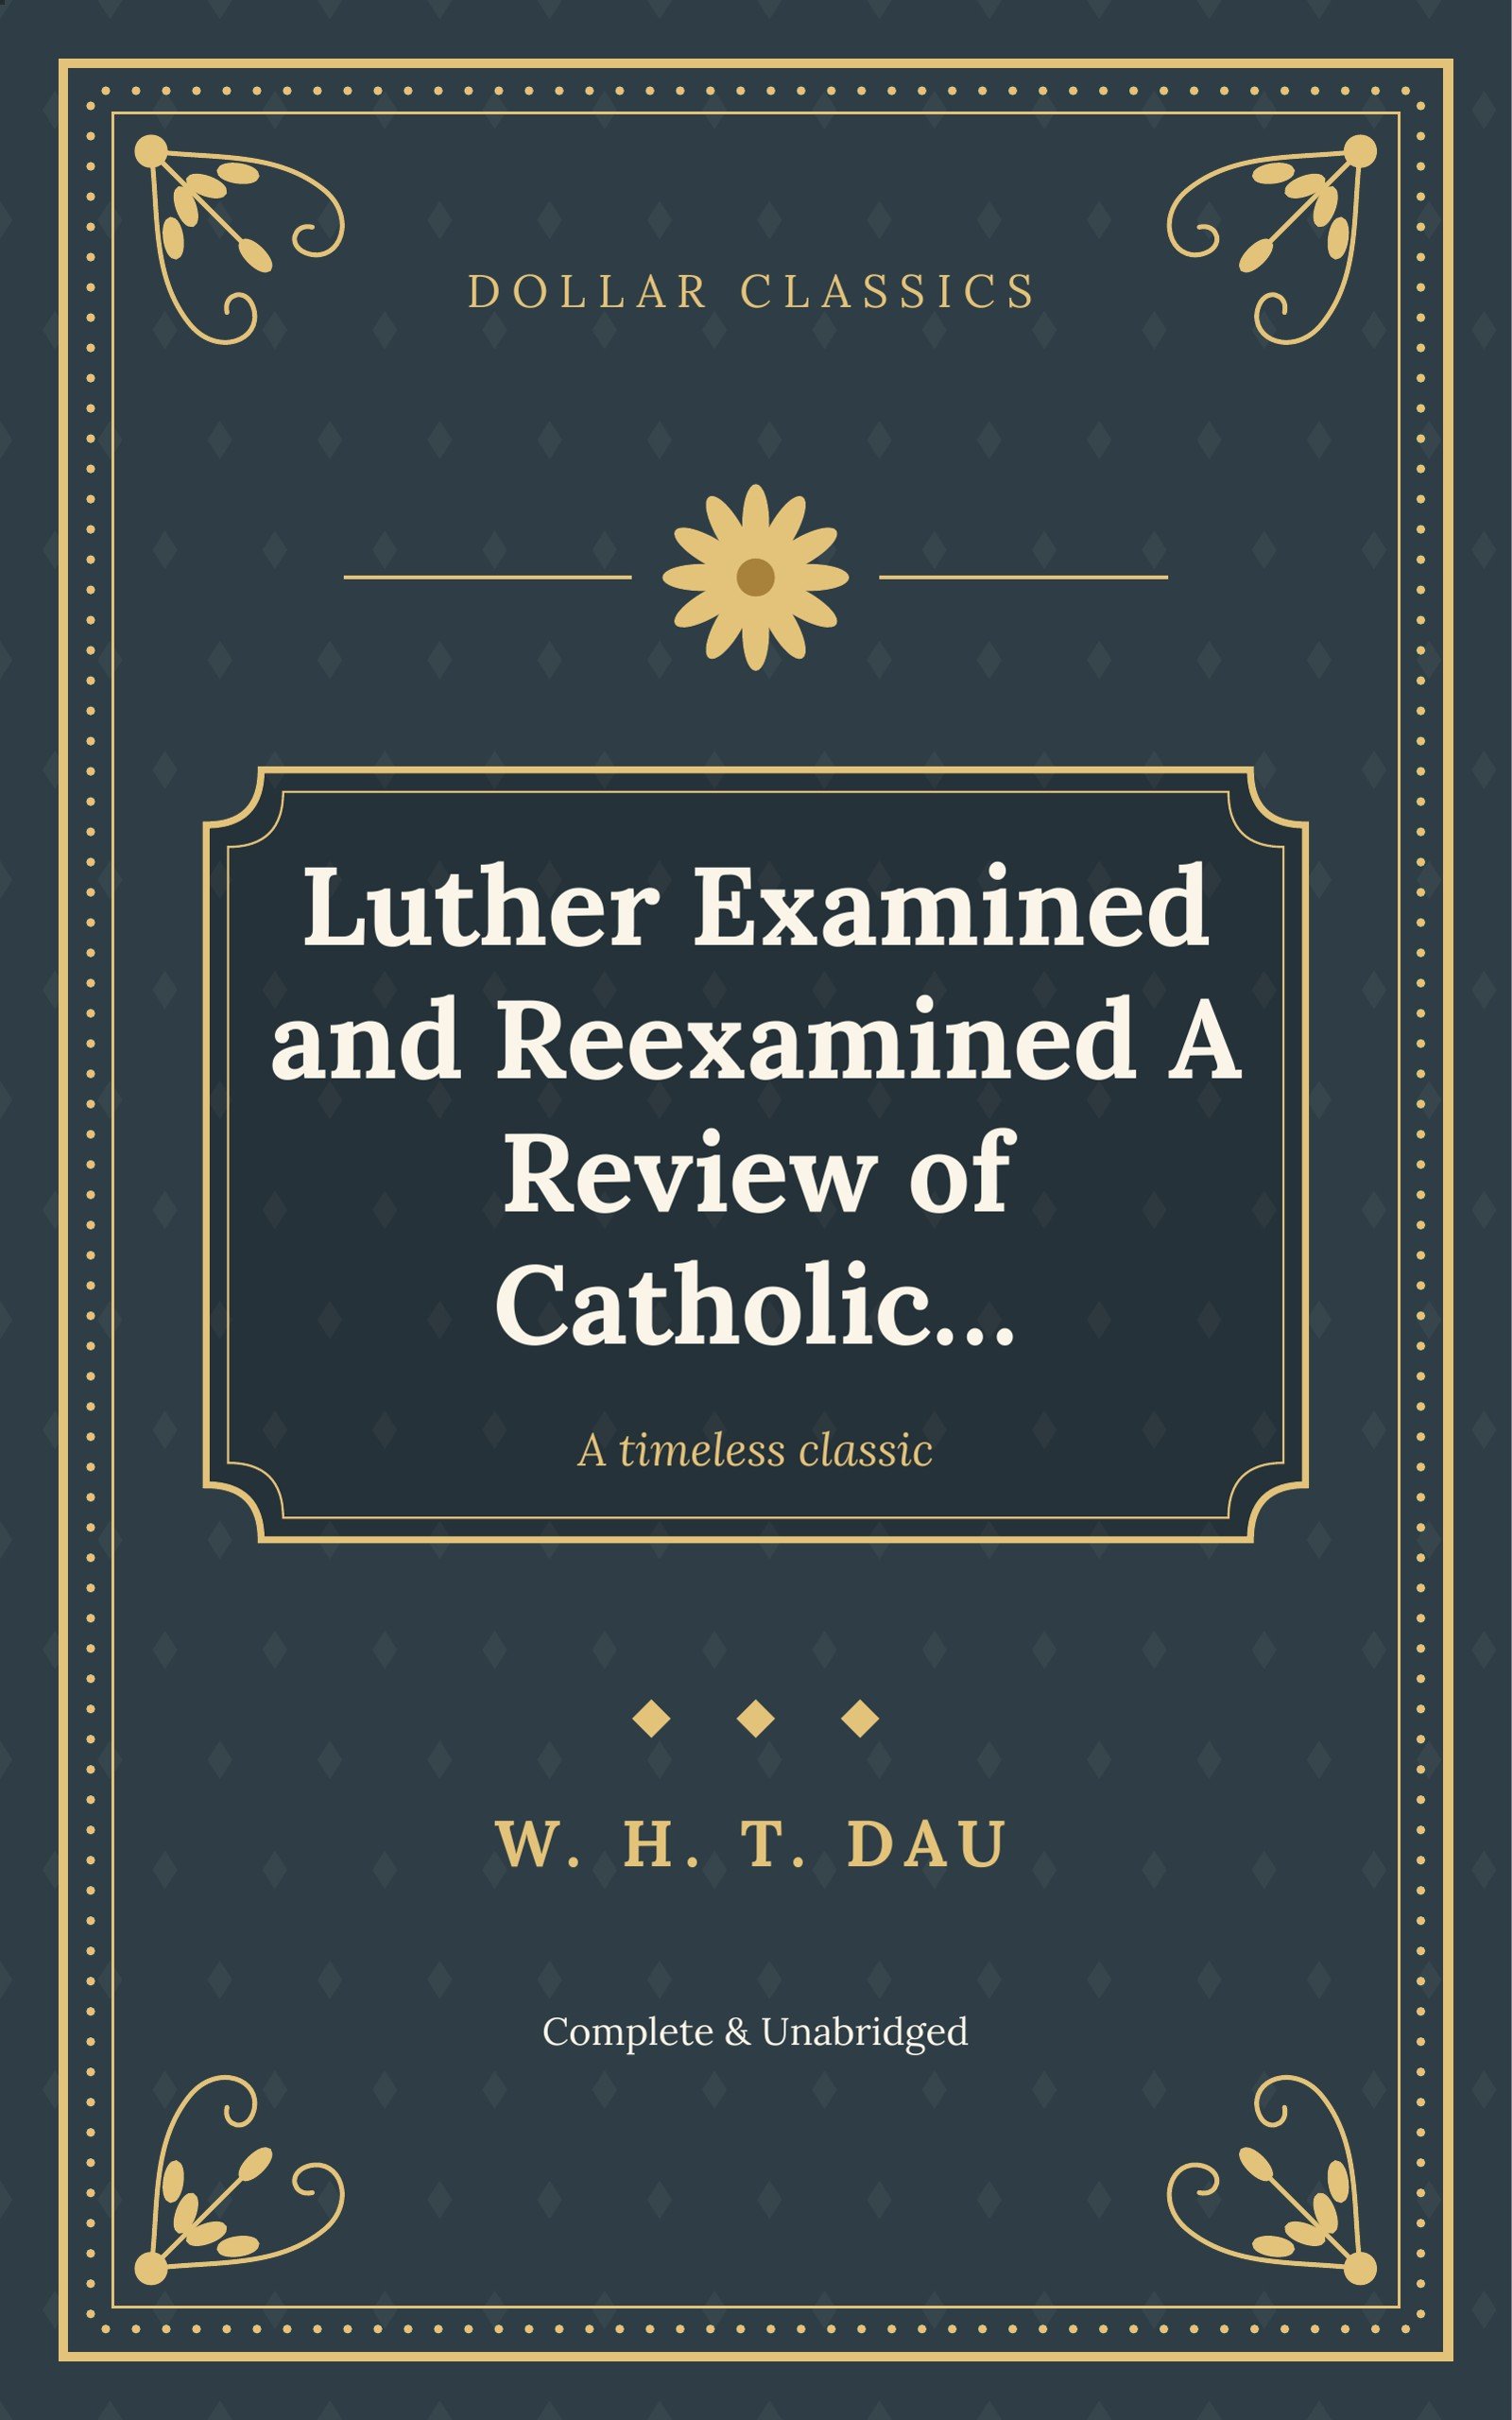 DOLLAR CLASSICS
Luther Examined
and Reexamined A
Review of
Catholic...
A timeless classic
W. H. T. DAU
Complete & Unabridged